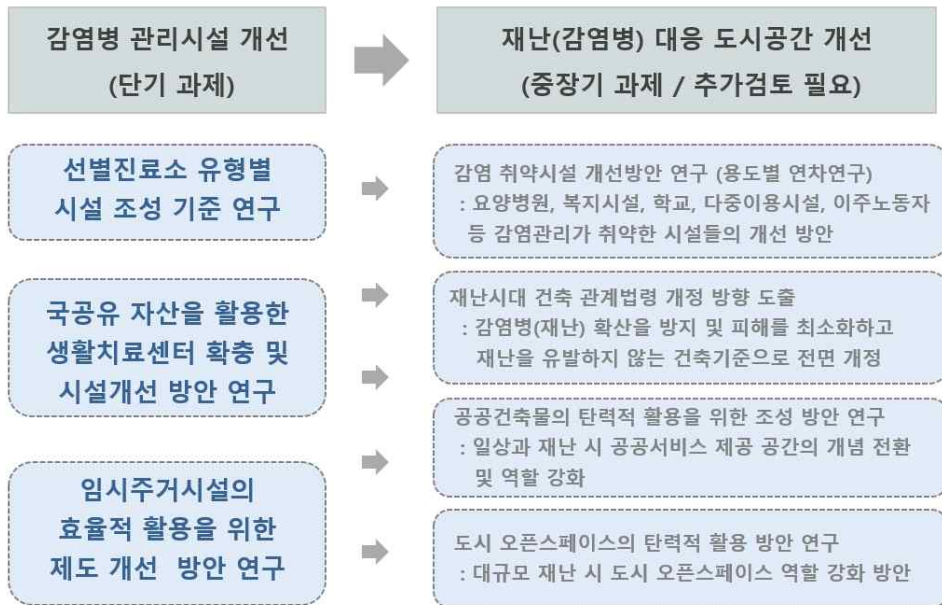 감염병 관리시설 개선
(단기 과제)
재난(감염병) 대응 도시공간 개선
(중장기 과제 / 추가검토 필요)
선별진료소 유형별
시설 조성 기준 연구
국공유 자산을 활용한
생활치료센터 확충 및
시설개선 방안 연구
임시주거시설의
효율적 활용을 위한
제도 개선 방안 연구
감염 취약시설 개선방안 연구 (용도별 연차연구)
: 요양병원, 복지시설, 학교, 다중이용시설, 이주노동자
등 감염관리가 취약한 시설들의 개선 방안
재난시대 건축 관계법령 개정 방향 도출
: 감염병(재난) 확산을 방지 및 피해를 최소화하고
재난을 유발하지 않는 건축기준으로 전면 개정
공공건축물의 탄력적 활용을 위한 조성 방안 연구
: 일상과 재난 시 공공서비스 제공 공간의 개념 전환
및 역할 강화
도시 오픈스페이스의 탄력적 활용 방안 연구
: 대규모 재난 시 도시 오픈스페이스 역할 강화 방안